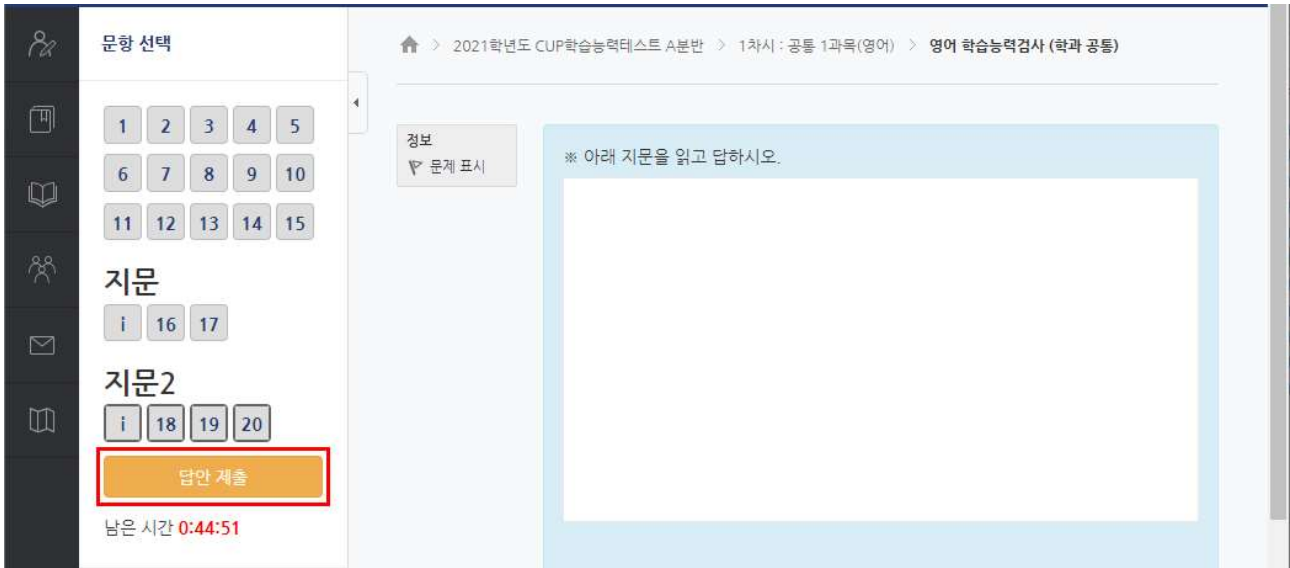 문항 선택
1 2 3 4 5
6 7 8 9 10
11 12 13 14 15
지문
i 16 17
지문2
i 18 19 20
답안 제출
남은 시간 0:44:51
2021학년도 CUP학습능력테스트 A분반 > 1차시 : 공통 1과목(영어) > 영어 학습능력검사 (학과 공통)
정보
문제 표시
※ 아래 지문을 읽고 답하시오.